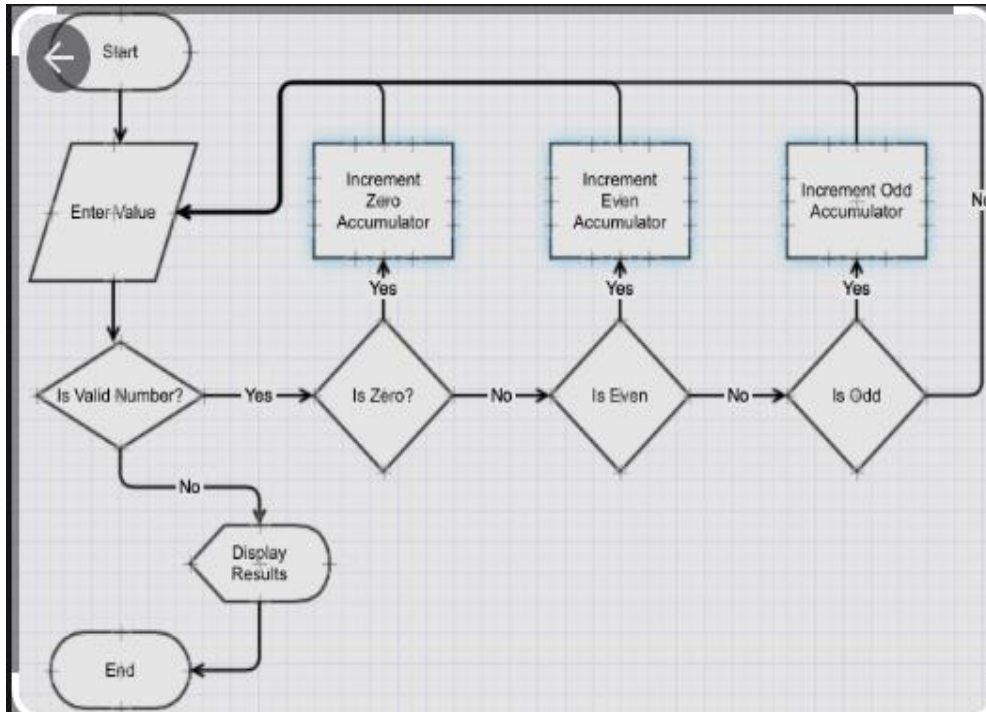 Start
Enter Value
Increment
Zero
Accumulator
Increment
Even
Accumulator
Increment Odd
Accumulator
No
Yes
Yes
Yes
Is Valid Number?
Yes
Is Zero?
No
Is Even
No
Is Odd
No
Display
Results
End